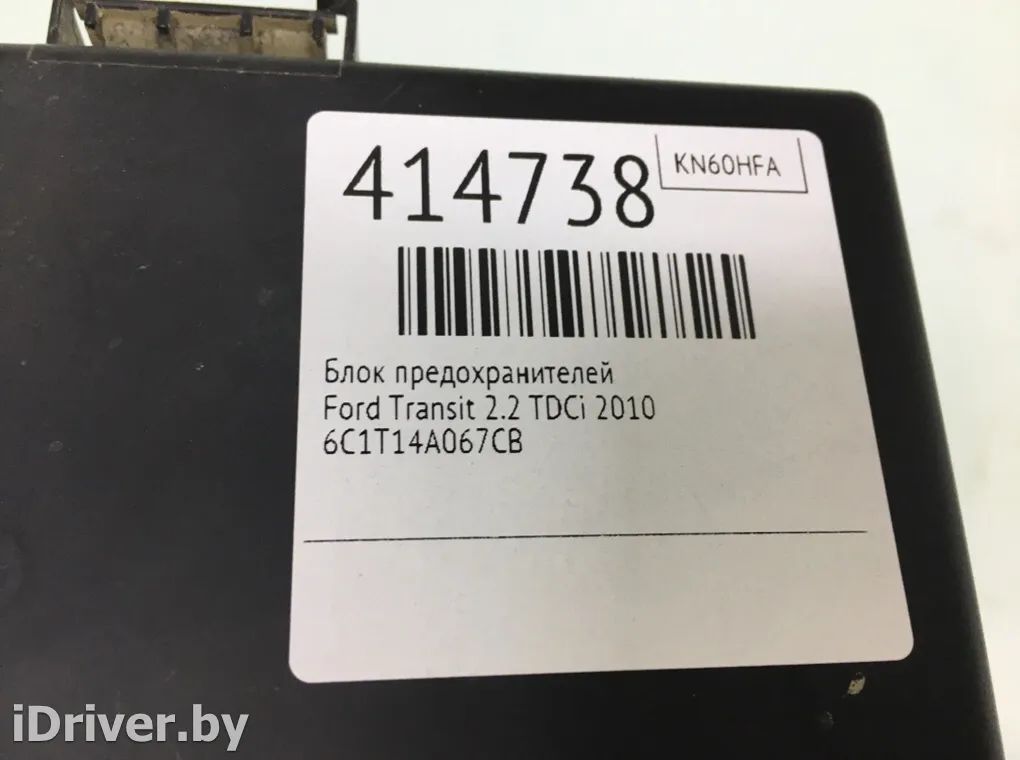 414738
KN60HFA
Блок предохранителей
Ford Transit 2.2 TDCi 2010
6C1T14A067CB
iDriver.by